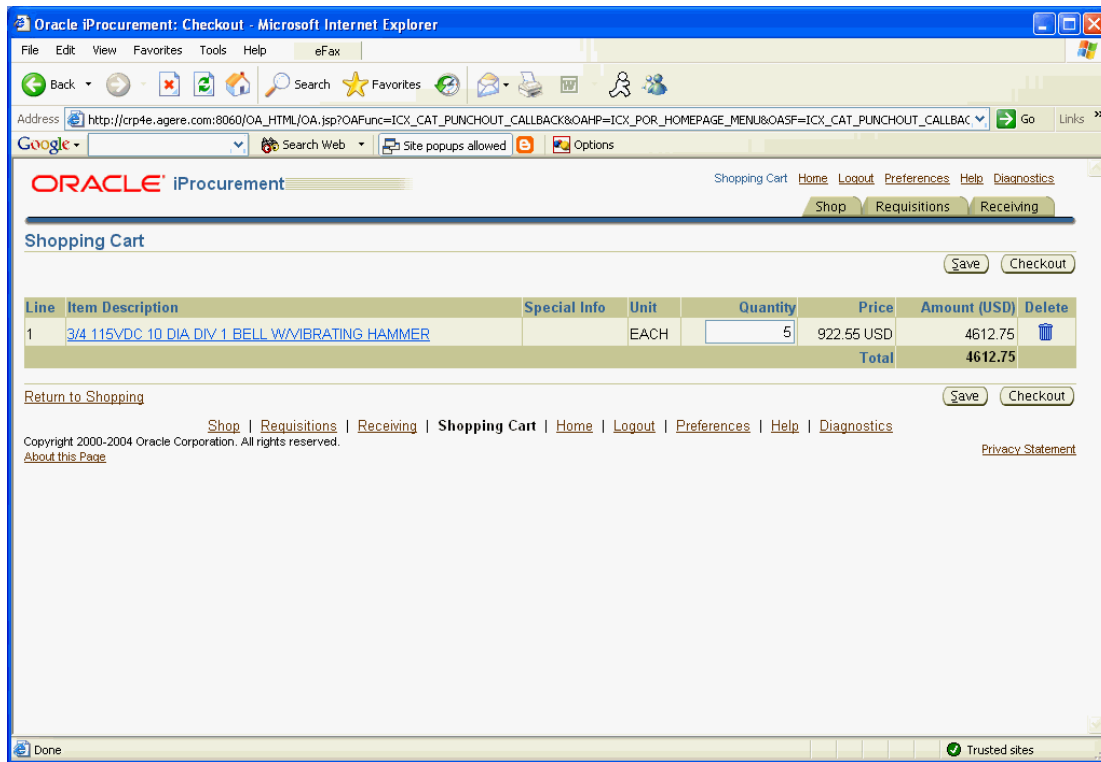 Oracle iProcurement: Checkout - Microsoft Internet Explorer
File Edit View Favorites Tools Help eFax
Back Search Favorites
Address http://crp4e.agere.com:8060/OA_HTML/OA.jsp?OAFunc=ICX_CAT_PUNCHOUT_CALLBACK&OAHP=ICX_POR_HOMEPAGE_MENU&OASF=ICX_CAT_PUNCHOUT_CALLBAC Go Links »
Google Search Web Site popups allowed Options
ORACLE iProcurement Shopping Cart Home Logout Preferences Help Diagnostics
Shop Requisitions Receiving
Shopping Cart
Save Checkout
Line Item Description Special Info Unit Quantity Price Amount (USD) Delete
1 3/4 115VDC 10 DIA DIV 1 BELL W/VIBRATING HAMMER EACH 5 922.55 USD 4612.75
Total 4612.75
Return to Shopping Save Checkout
Shop | Requisitions | Receiving | Shopping Cart | Home | Logout | Preferences | Help | Diagnostics
Copyright 2000-2004 Oracle Corporation. All rights reserved.
About this Page Privacy Statement
Done Trusted sites